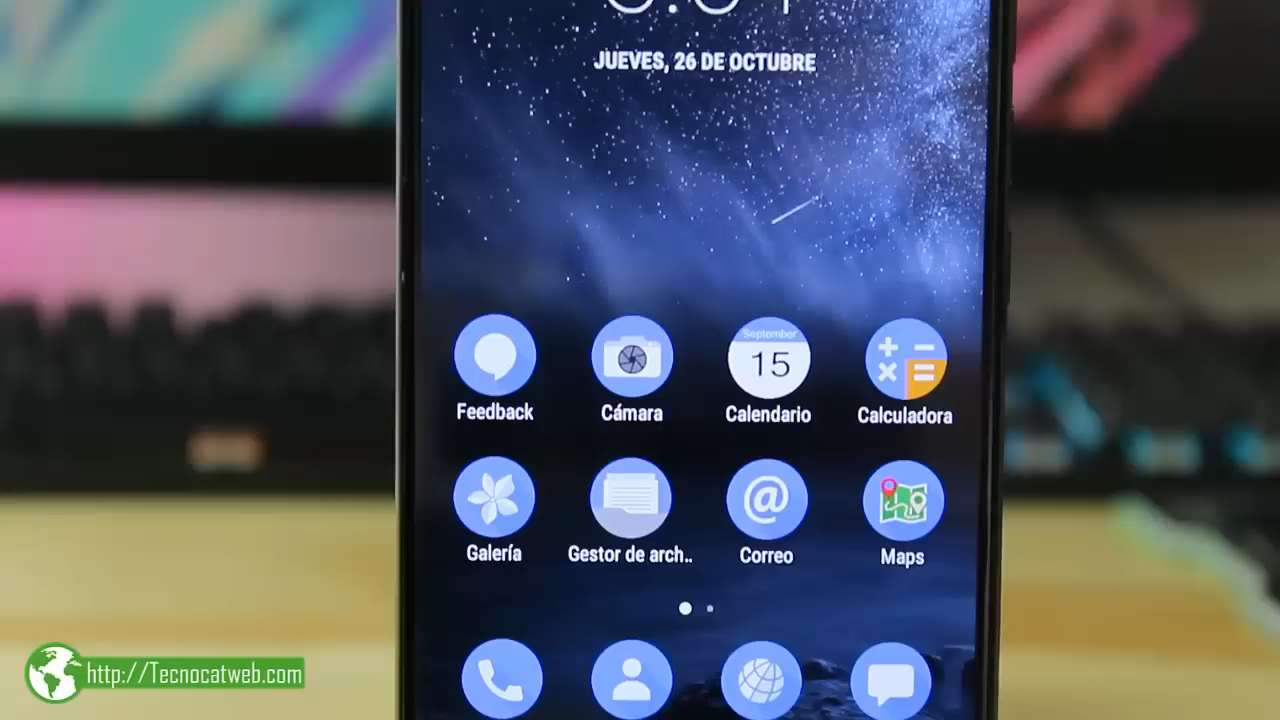 JUEVES, 26 DE OCTUBRE
September
15
Feedback
Cámara
Calendario
Calculadora
Galería
Gestor de arch..
Correo
Maps
http://Tecnocatweb.com